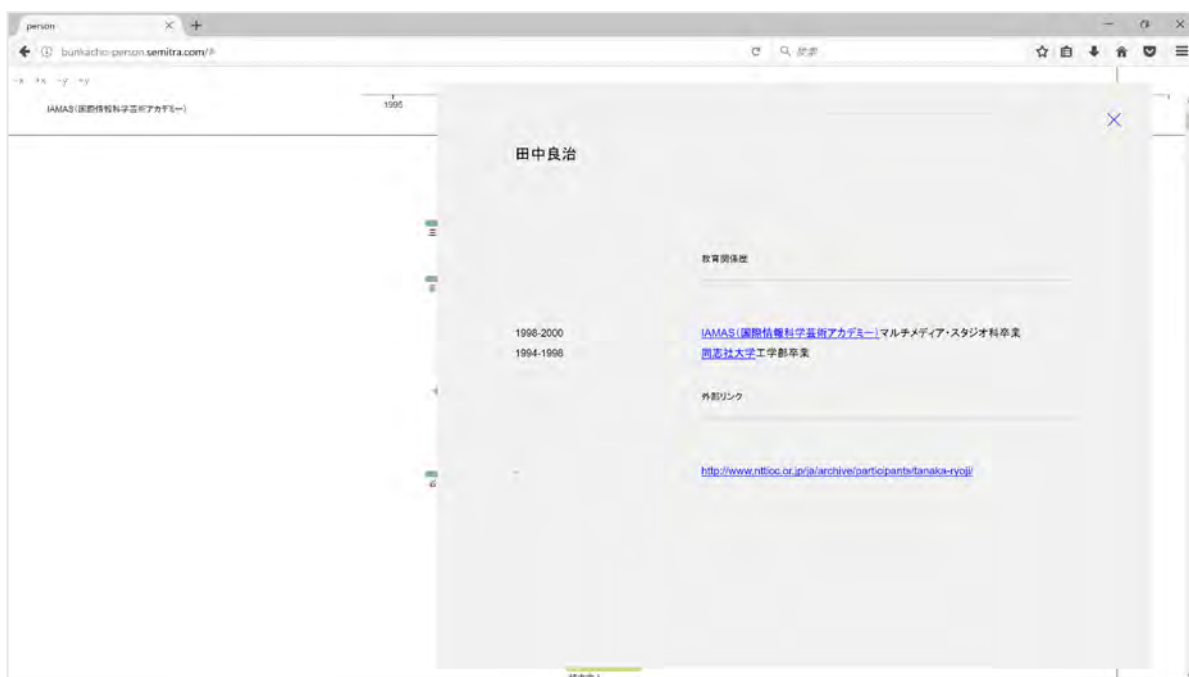 person
bunkacho-person.semitra.com/#
検索
-x +x -y +y
IAMAS（国際情報科学芸術アカデミー）
1995
田中良治
教育関係歴
1998-2000 IAMAS（国際情報科学芸術アカデミー）マルチメディア・スタジオ科卒業
1994-1998 同志社大学工学部卒業
外部リンク
- http://www.ntticc.or.jp/ja/archive/participants/tanaka-ryoji/